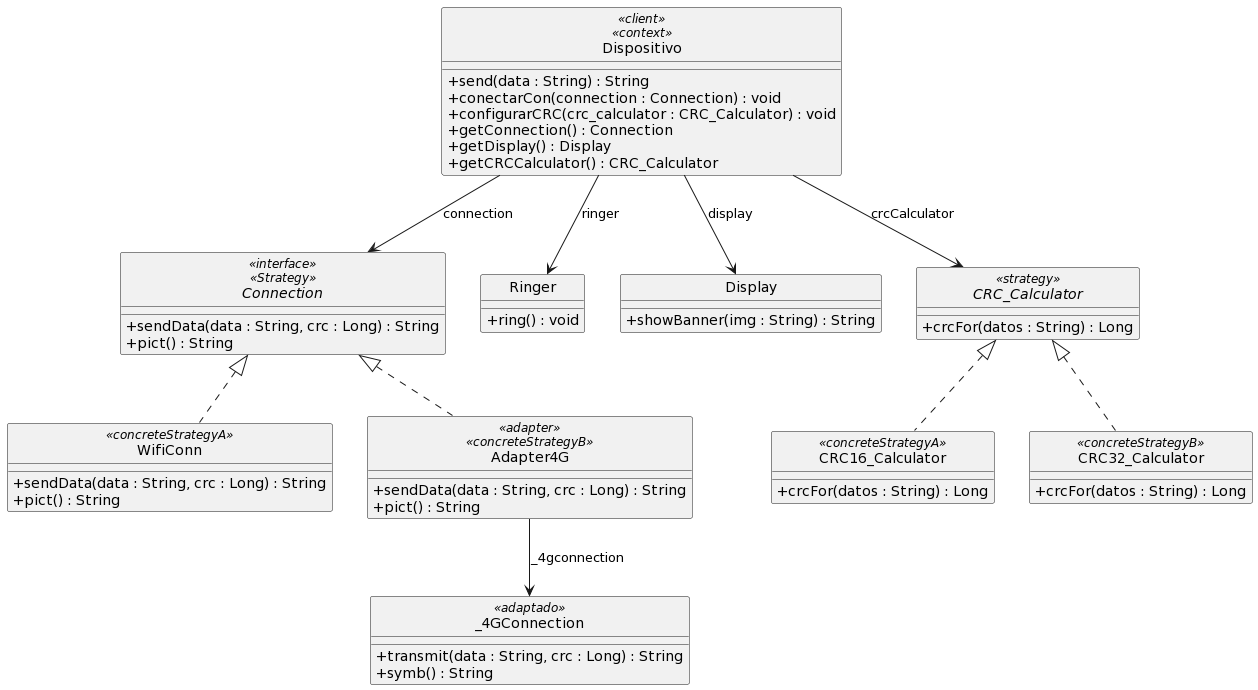 «client»
«context»
Dispositivo
+send(data : String) : String
+conectarCon(connection : Connection) : void
+configurarCRC(crc_calculator : CRC_Calculator) : void
+getConnection() : Connection
+getDisplay() : Display
+getCRCCalculator() : CRC_Calculator
connection
ringer
display
crcCalculator
«interface»
«Strategy»
Connection
+sendData(data : String, crc : Long) : String
+pict() : String
Ringer
+ring() : void
Display
+showBanner(img : String) : String
«strategy»
CRC_Calculator
+crcFor(datos : String) : Long
«concreteStrategyA»
WifiConn
+sendData(data : String, crc : Long) : String
+pict() : String
«adapter»
«concreteStrategyB»
Adapter4G
+sendData(data : String, crc : Long) : String
+pict() : String
«concreteStrategyA»
CRC16_Calculator
+crcFor(datos : String) : Long
«concreteStrategyB»
CRC32_Calculator
+crcFor(datos : String) : Long
_4gconnection
«adaptado»
_4GConnection
+transmit(data : String, crc : Long) : String
+symb() : String